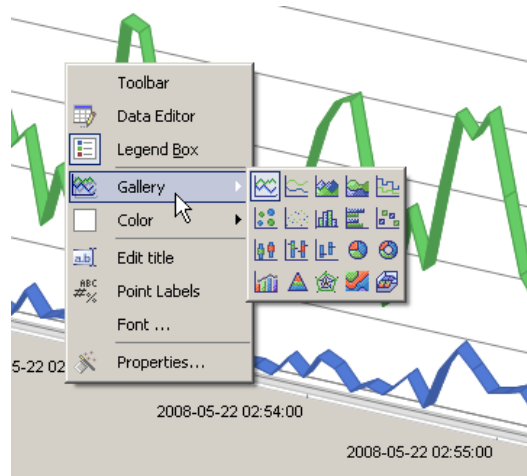 Toolbar
Data Editor
Legend Box
Gallery
Color
a.b
Edit title
ABC
#%
Point Labels
Font ...
Properties...
5-22 02
2008-05-22 02:54:00
2008-05-22 02:55:00